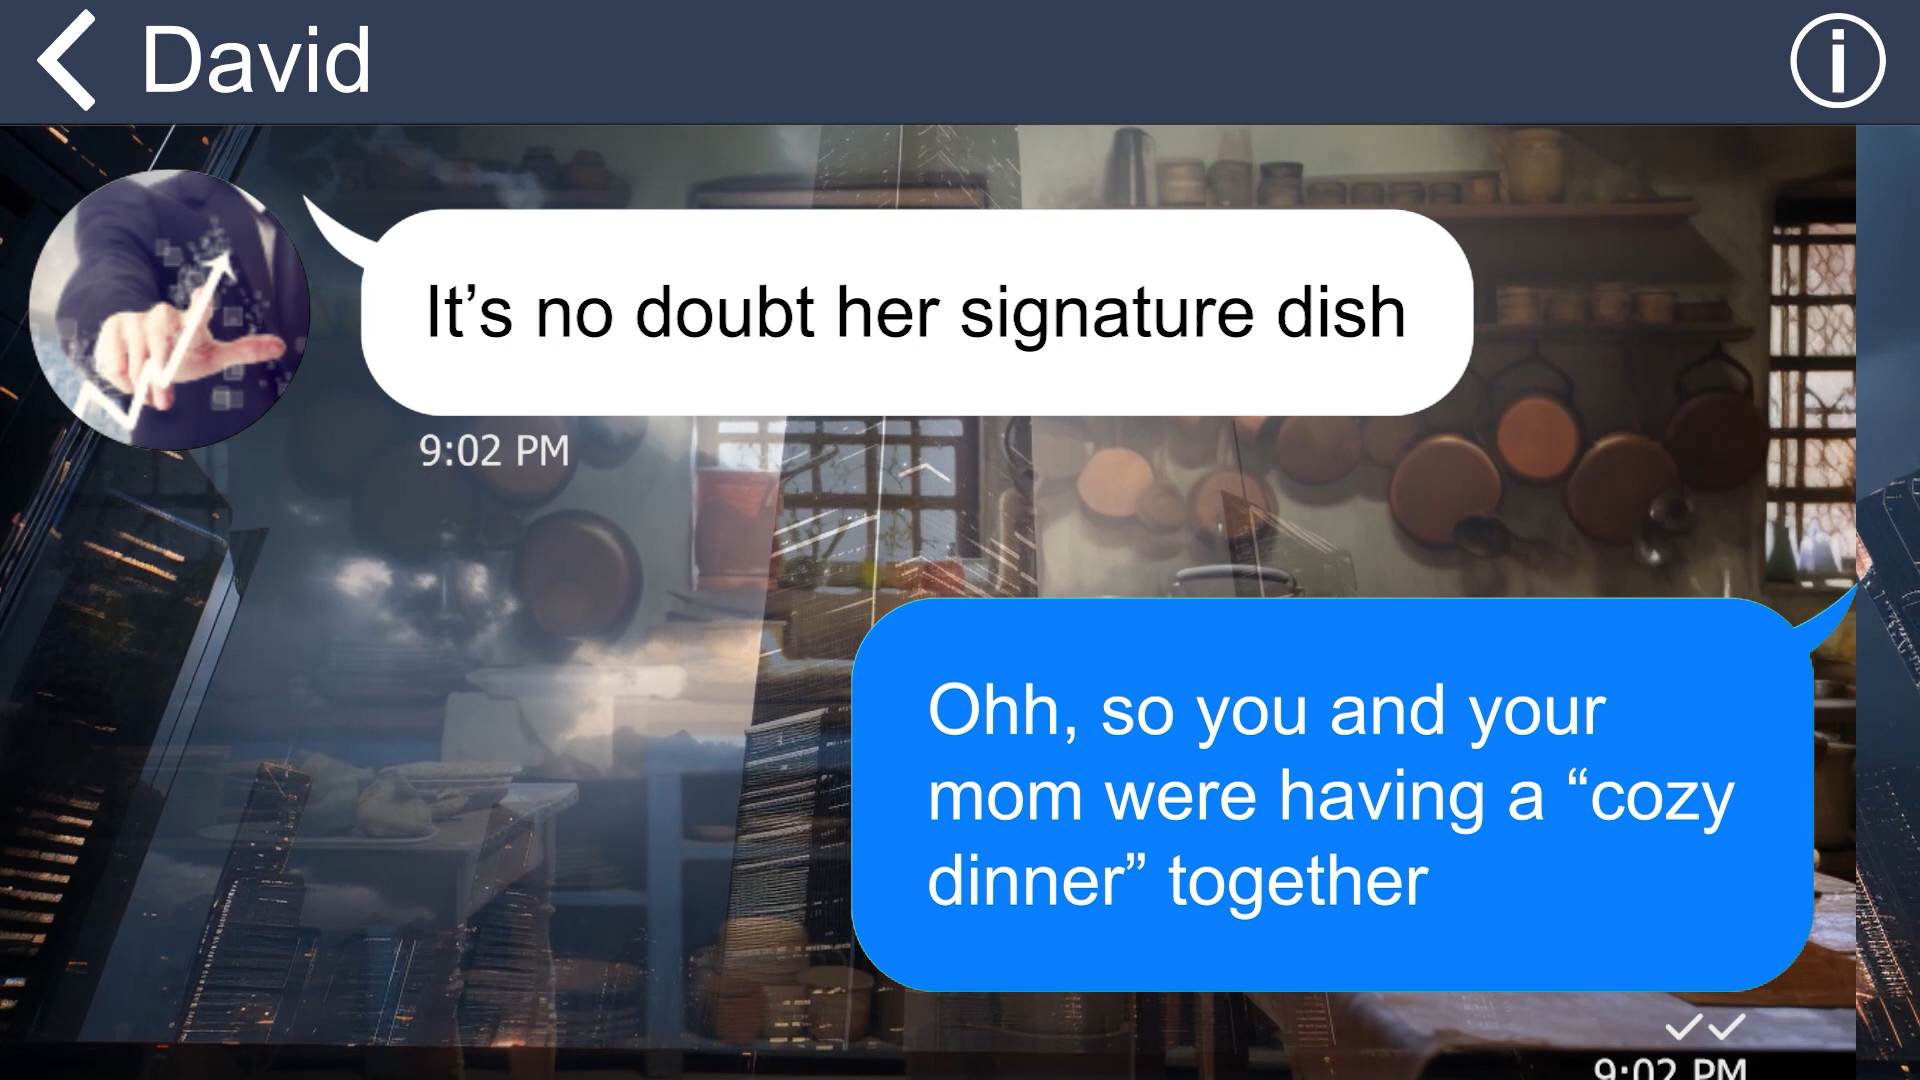 David
It’s no doubt her signature dish
9:02 PM
Ohh, so you and your
mom were having a “cozy
dinner” together
9:02 PM